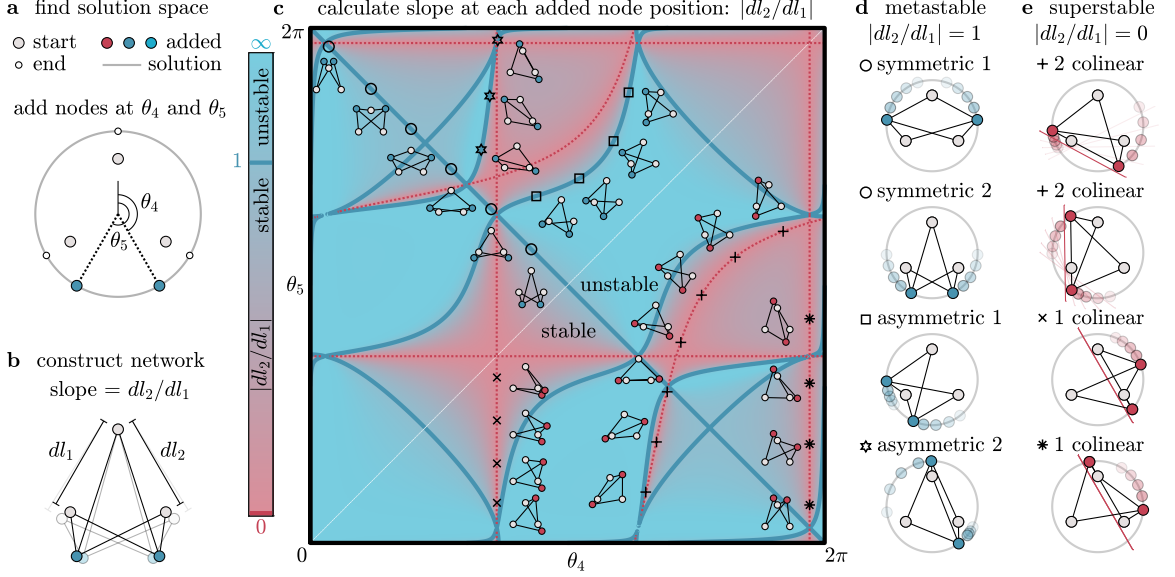 a find solution space
start
added
end
solution
add nodes at θ4 and θ5
θ4
θ5
b construct network
slope = dl2/dl1
dl1
dl2
∞
unstable
1
stable
|dl2/dl1|
0
c calculate slope at each added node position: |dl2/dl1|
2π
θ5
unstable
stable
0
θ4
2π
d metastable
|dl2/dl1| = 1
symmetric 1
symmetric 2
asymmetric 1
asymmetric 2
e superstable
|dl2/dl1| = 0
+ 2 colinear
+ 2 colinear
× 1 colinear
∗ 1 colinear